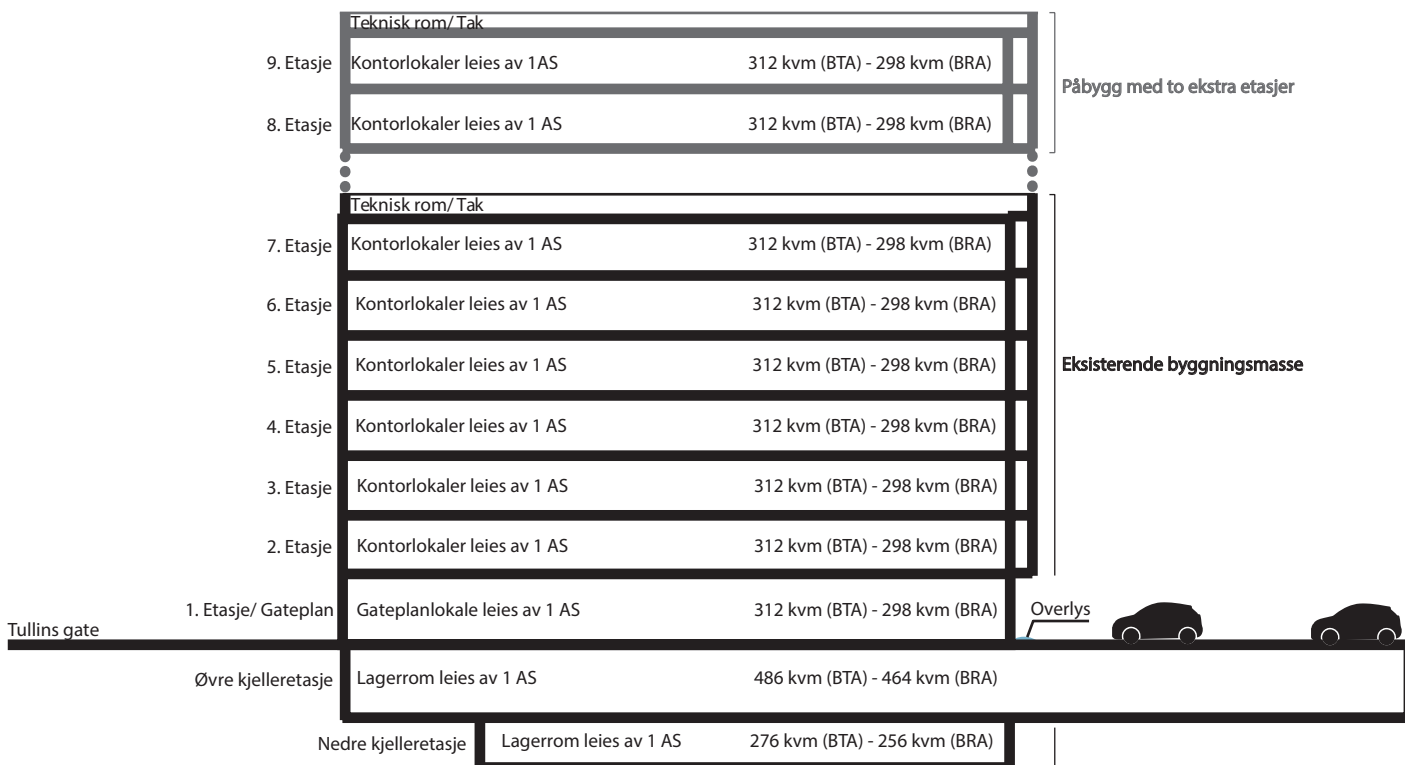 Teknisk rom/ Tak
9. Etasje Kontorlokaler leies av 1AS 312 kvm (BTA) - 298 kvm (BRA)
Påbygg med to ekstra etasjer
8. Etasje Kontorlokaler leies av 1 AS 312 kvm (BTA) - 298 kvm (BRA)
Teknisk rom/ Tak
7. Etasje Kontorlokaler leies av 1 AS 312 kvm (BTA) - 298 kvm (BRA)
6. Etasje Kontorlokaler leies av 1 AS 312 kvm (BTA) - 298 kvm (BRA)
5. Etasje Kontorlokaler leies av 1 AS 312 kvm (BTA) - 298 kvm (BRA)
Eksisterende byggningsmasse
4. Etasje Kontorlokaler leies av 1 AS 312 kvm (BTA) - 298 kvm (BRA)
3. Etasje Kontorlokaler leies av 1 AS 312 kvm (BTA) - 298 kvm (BRA)
2. Etasje Kontorlokaler leies av 1 AS 312 kvm (BTA) - 298 kvm (BRA)
1. Etasje/ Gateplan Gateplanlokale leies av 1 AS 312 kvm (BTA) - 298 kvm (BRA)
Overlys
Tullins gate
Øvre kjelleretasje Lagerrom leies av 1 AS 486 kvm (BTA) - 464 kvm (BRA)
Nedre kjelleretasje Lagerrom leies av 1 AS 276 kvm (BTA) - 256 kvm (BRA)